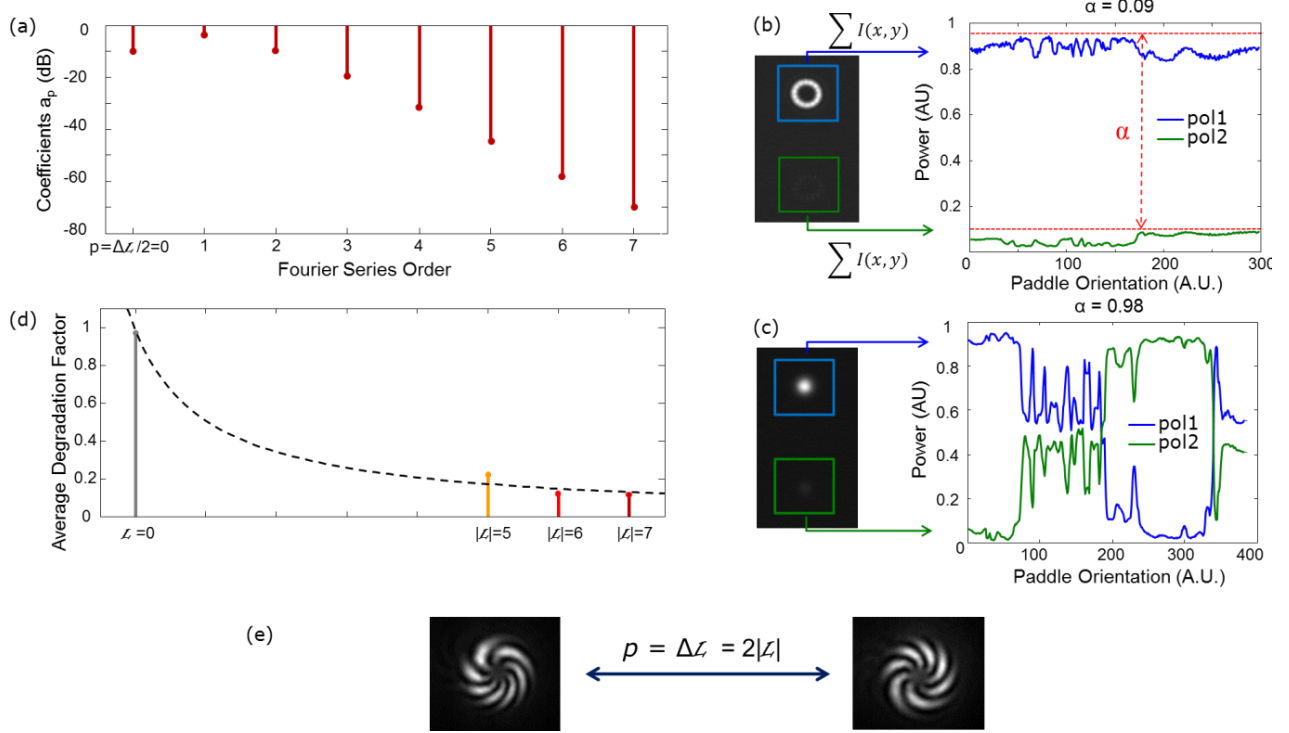 (a)
0
-20
-40
-60
-80
Coefficients aₚ (dB)
p=Δℒ/2=0
1
2
3
4
5
6
7
Fourier Series Order
(b)
∑ I(x, y)
∑ I(x, y)
α = 0.09
1
0.8
0.6
0.4
0.2
Power (AU)
α
pol1
pol2
0
100
200
300
Paddle Orientation (A.U.)
(d)
1
0.8
0.6
0.4
0.2
0
Average Degradation Factor
ℒ=0
|ℒ|=5
|ℒ|=6
|ℒ|=7
(c)
α = 0.98
1
0.8
0.6
0.4
0.2
0
Power (AU)
pol1
pol2
100
200
300
400
Paddle Orientation (A.U.)
(e)
p = Δℒ = 2|ℒ|